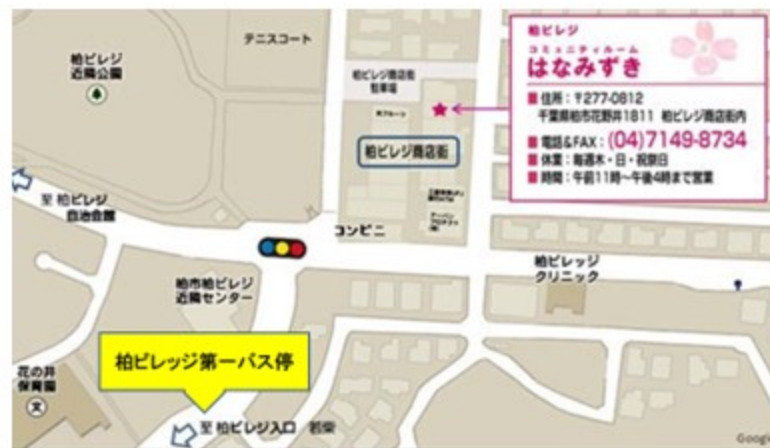 柏ビレジ
コミュニティルーム
はなみずき
■住所：〒277-0812
千葉県柏市花野井1811 柏ビレジ商店街内
■電話&FAX：(04)7149-8734
■休業：毎週木・日・祝祭日
■時間：午前11時～午後4時まで営業
テニスコート
柏ビレジ
近隣公園
柏ビレジ商店街
駐車場
柏ビレジ商店街
至 柏ビレジ
自治会館
コンビニ
柏ビレッジ
クリニック
柏市柏ビレジ
近隣センター
柏ビレッジ第一バス停
花の井
保育園
文
至 柏ビレジ入口 若柴
Google